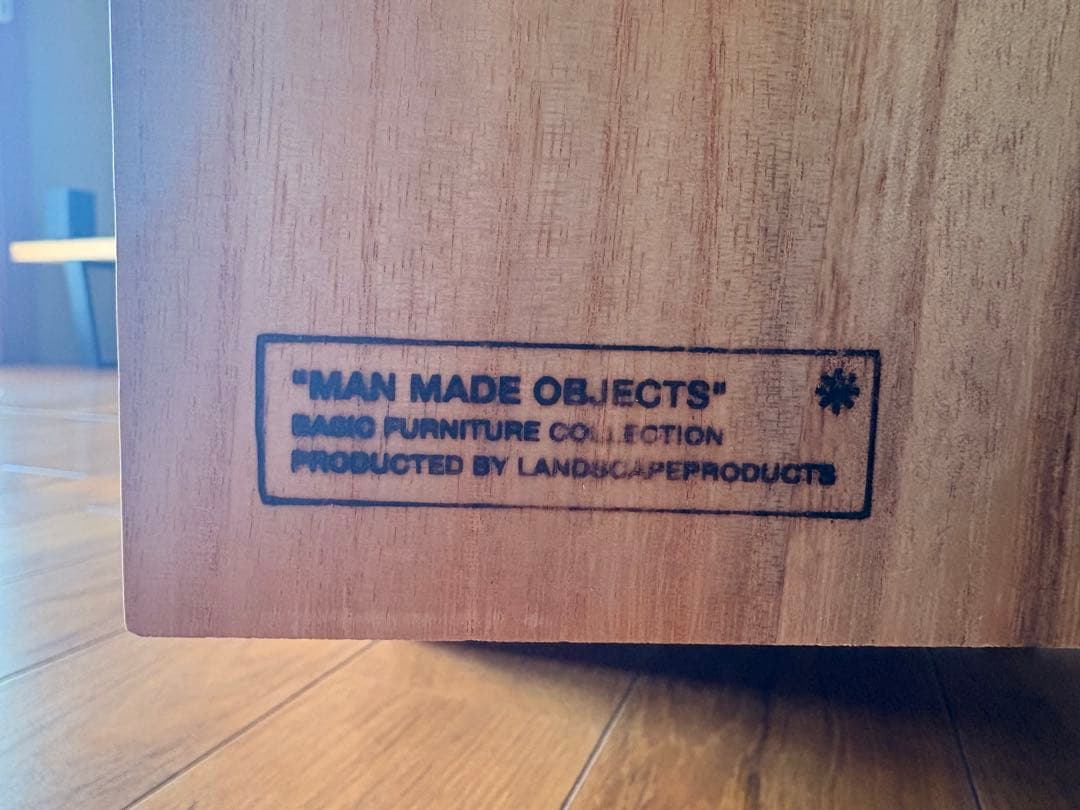 "MAN MADE OBJECTS"
BASIC FURNITURE COLLECTION
PRODUCTED BY LANDSCAPEPRODUCTS